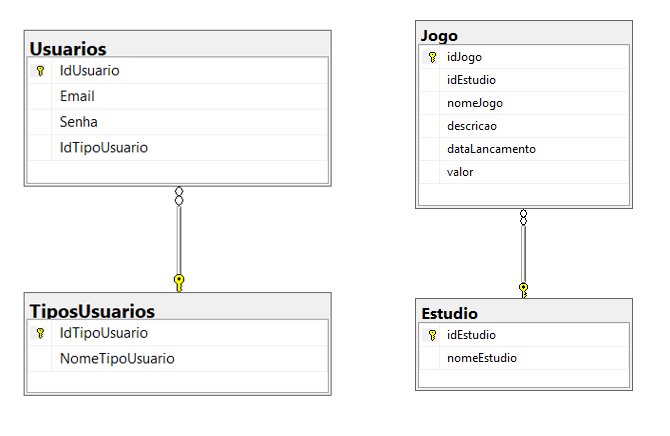 Usuarios
IdUsuario
Email
Senha
IdTipoUsuario
TiposUsuarios
IdTipoUsuario
NomeTipoUsuario
Jogo
idJogo
idEstudio
nomeJogo
descricao
dataLancamento
valor
Estudio
idEstudio
nomeEstudio